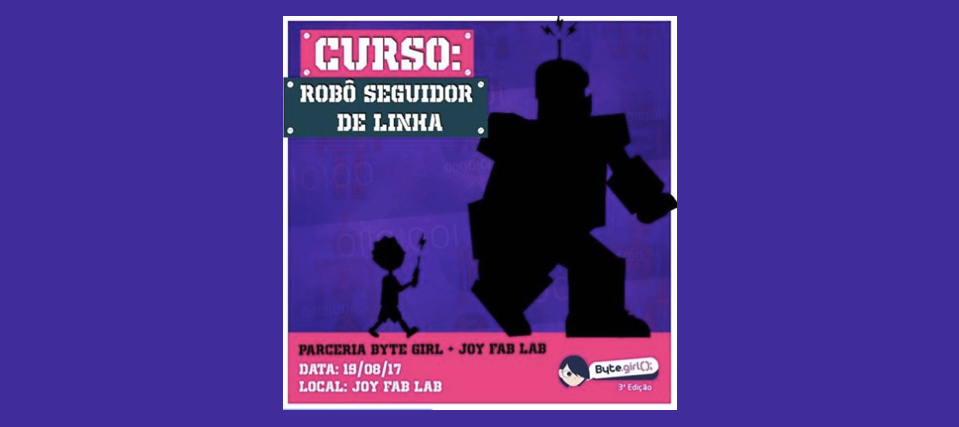 CURSO:
ROBÔ SEGUIDOR
DE LINHA
PARCERIA BYTE GIRL + JOY FAB LAB
DATA: 19/08/17
LOCAL: JOY FAB LAB
Byte.girl();
3ª Edição